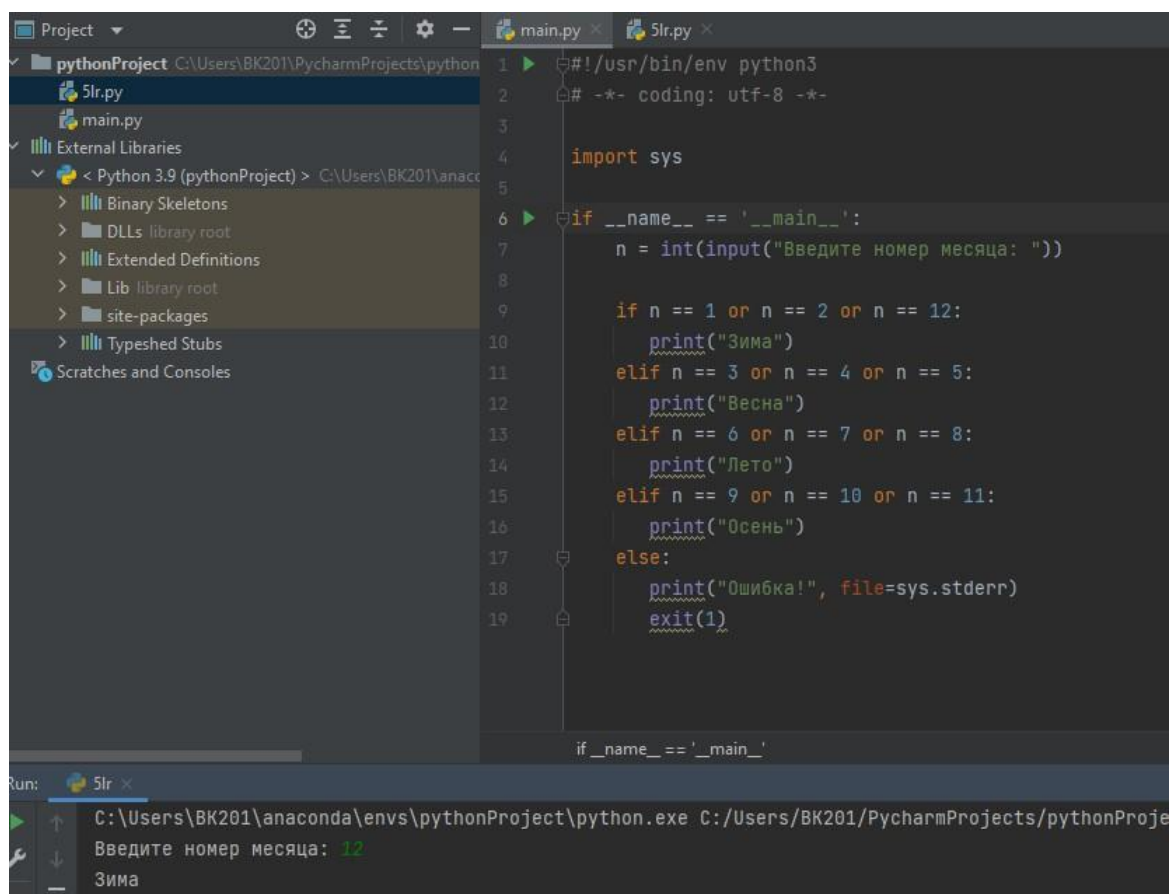 Project
pythonProject C:\Users\BK201\PycharmProjects\python
5lr.py
main.py
External Libraries
< Python 3.9 (pythonProject) > C:\Users\BK201\anaco
Binary Skeletons
DLLs library root
Extended Definitions
Lib library root
site-packages
Typeshed Stubs
Scratches and Consoles
main.py 5lr.py
1 #!/usr/bin/env python3
2 # -*- coding: utf-8 -*-
3
4 import sys
5
6 if __name__ == '__main__':
7 n = int(input("Введите номер месяца: "))
8
9 if n == 1 or n == 2 or n == 12:
10 print("Зима")
11 elif n == 3 or n == 4 or n == 5:
12 print("Весна")
13 elif n == 6 or n == 7 or n == 8:
14 print("Лето")
15 elif n == 9 or n == 10 or n == 11:
16 print("Осень")
17 else:
18 print("Ошибка!", file=sys.stderr)
19 exit(1)
if __name__ == '__main__'
Run: 5lr
C:\Users\BK201\anaconda\envs\pythonProject\python.exe C:/Users/BK201/PycharmProjects/pythonProje
Введите номер месяца: 12
Зима